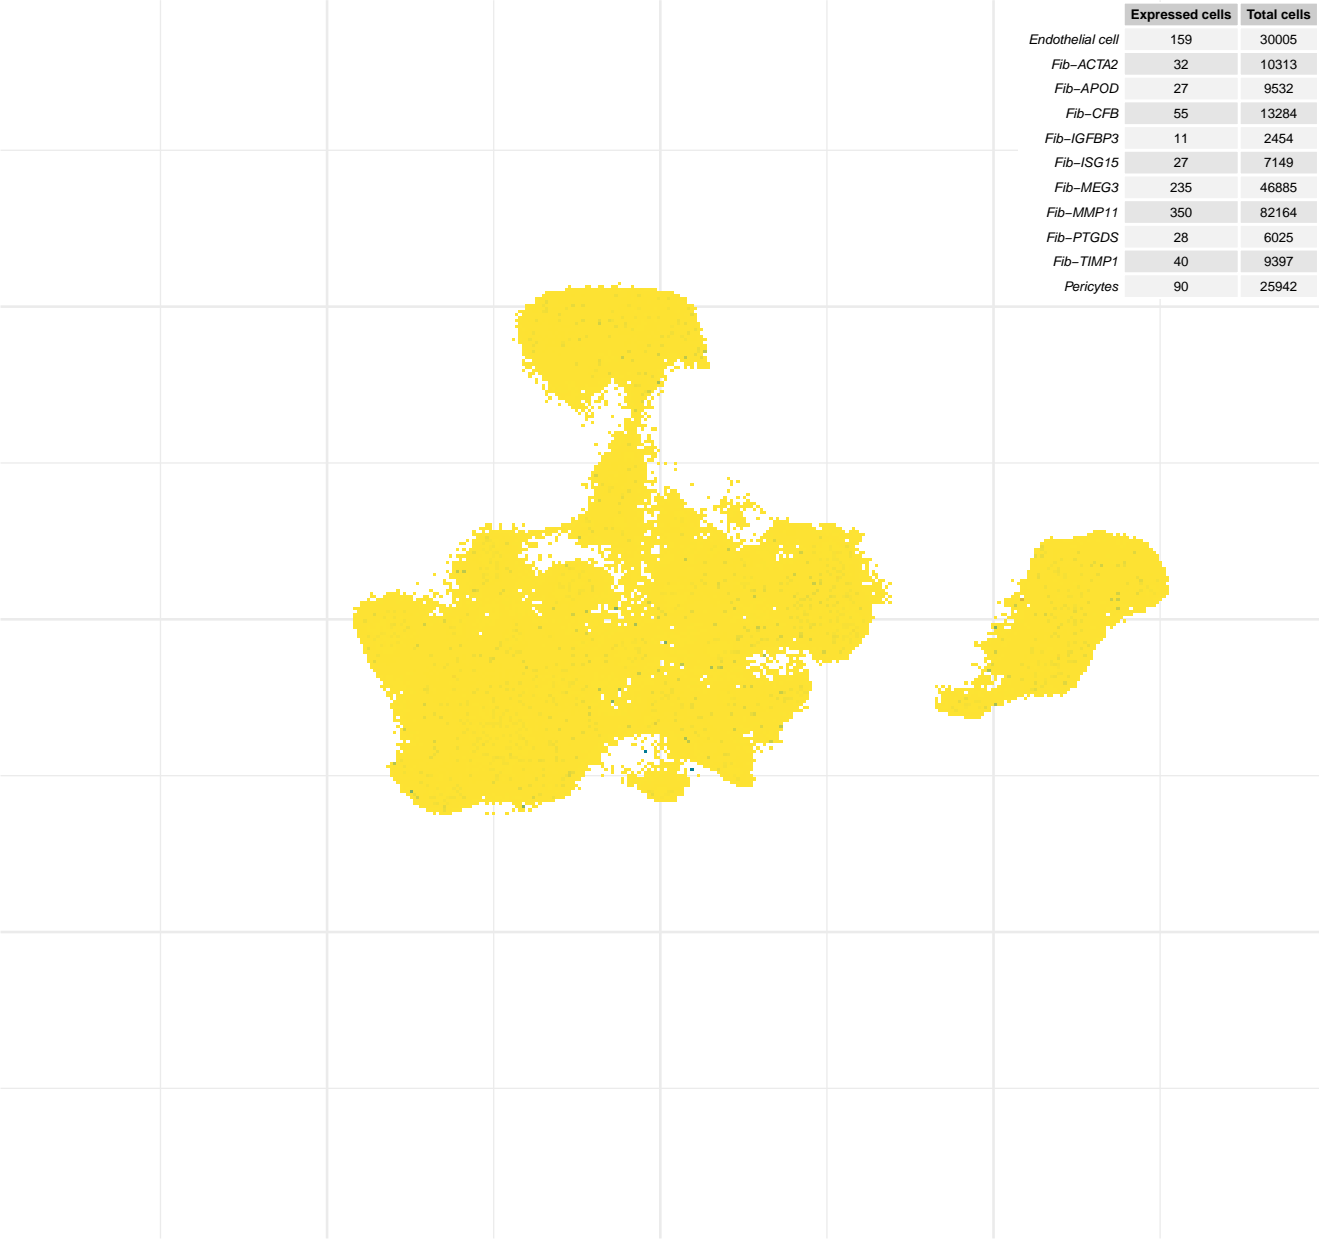 Expressed cells Total cells
Endothelial cell 159 30005
Fib−ACTA2 32 10313
Fib−APOD 27 9532
Fib−CFB 55 13284
Fib−IGFBP3 11 2454
Fib−ISG15 27 7149
Fib−MEG3 235 46885
Fib−MMP11 350 82164
Fib−PTGDS 28 6025
Fib−TIMP1 40 9397
Pericytes 90 25942